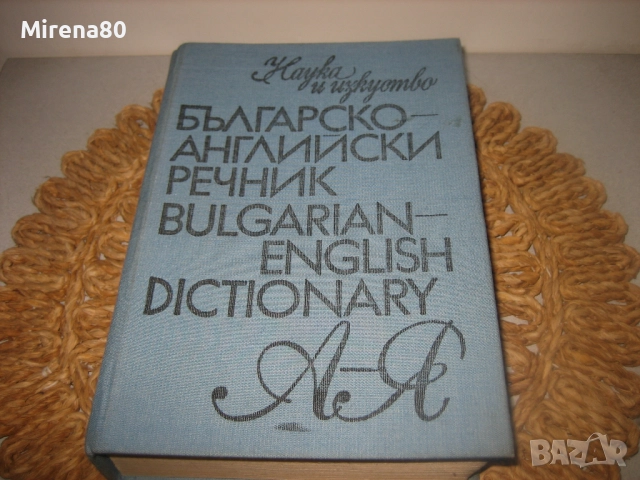 Mirena80
Наука
и изкуство
БЪЛГАРСКО–
АНГЛИЙСКИ
РЕЧНИК
BULGARIAN–
ENGLISH
DICTIONARY
А–Я
BAZAR